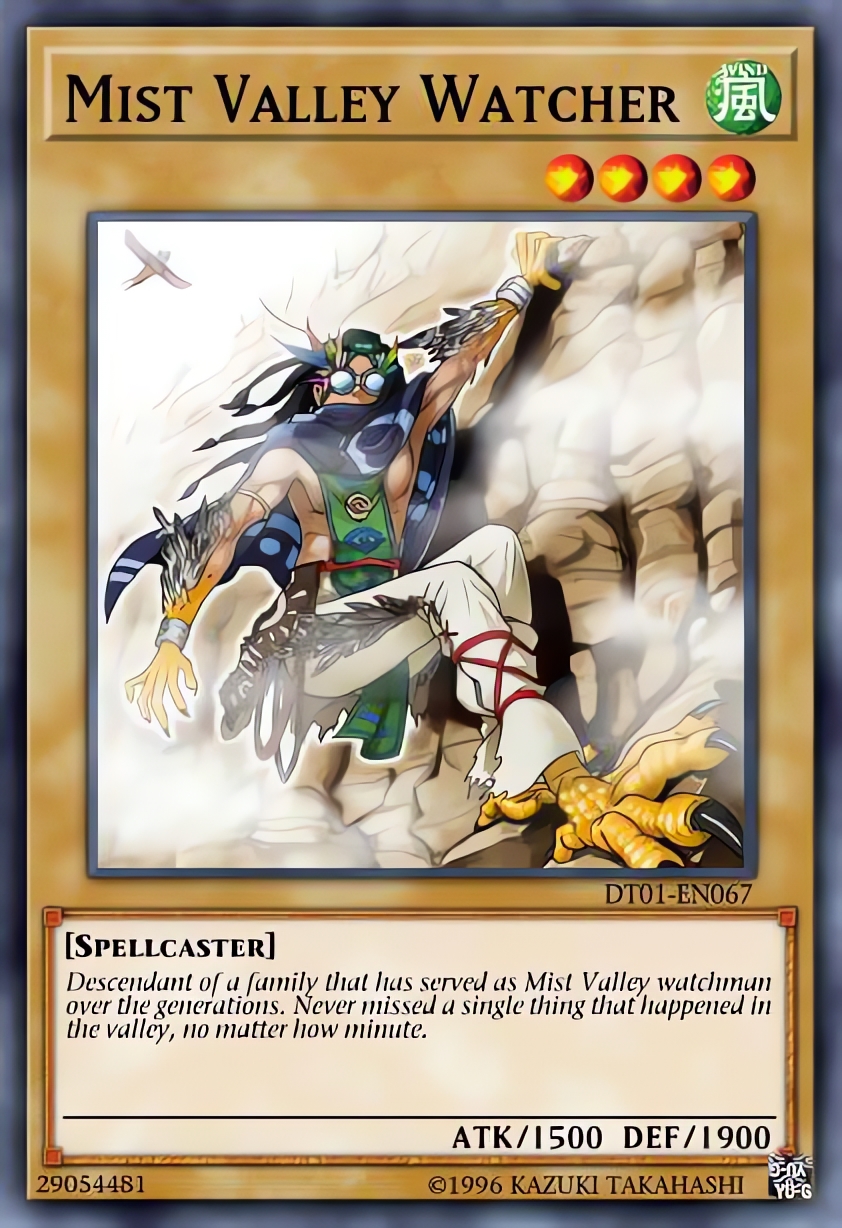 MIST VALLEY WATCHER
WIND
風
DT01-EN067
[SPELLCASTER]
Descendant of a family that has served as Mist Valley watchman
over the generations. Never missed a single thing that happened in
the valley, no matter how minute.
ATK/1500 DEF/1900
29054481
©1996 KAZUKI TAKAHASHI